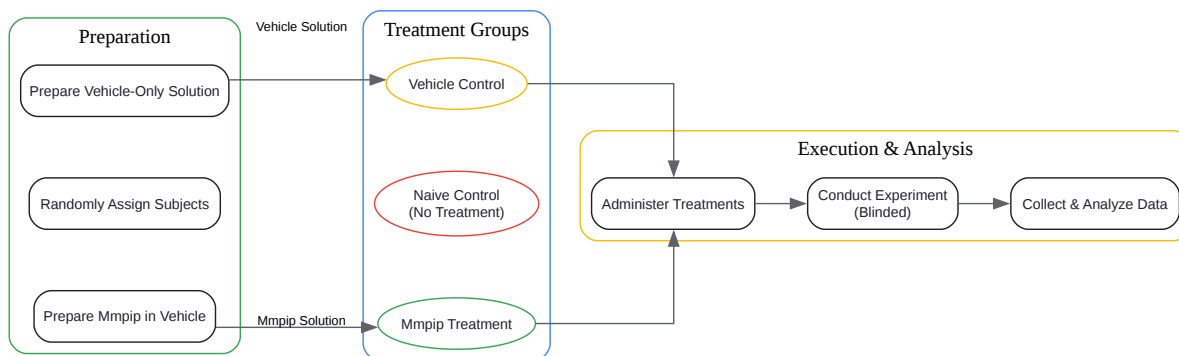 Preparation
Prepare Vehicle-Only Solution
Randomly Assign Subjects
Prepare Mmpip in Vehicle
Vehicle Solution
Mmpip Solution
Treatment Groups
Vehicle Control
Naive Control
(No Treatment)
Mmpip Treatment
Execution & Analysis
Administer Treatments
Conduct Experiment
(Blinded)
Collect & Analyze Data